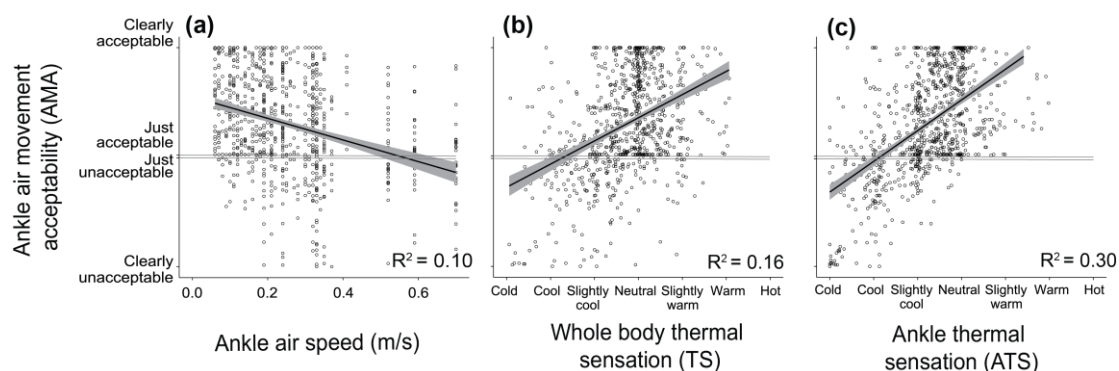 Ankle air movement
acceptability (AMA)
Clearly
acceptable
Just
acceptable
Just
unacceptable
Clearly
unacceptable
(a)
R² = 0.10
0.0 0.2 0.4 0.6
Ankle air speed (m/s)
(b)
R² = 0.16
Cold Cool Slightly cool Neutral Slightly warm Warm Hot
Whole body thermal
sensation (TS)
(c)
R² = 0.30
Cold Cool Slightly cool Neutral Slightly warm Warm Hot
Ankle thermal
sensation (ATS)